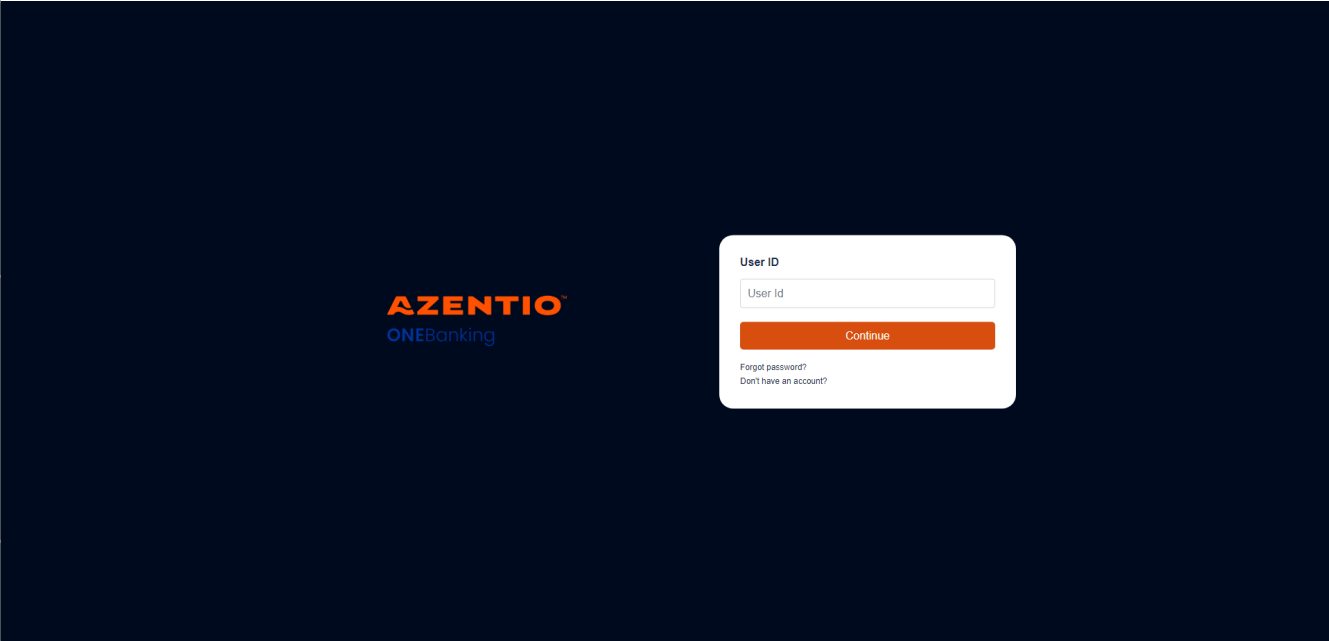 AZENTIO™
ONEBanking
User ID
User Id
Continue
Forgot password?
Don't have an account?